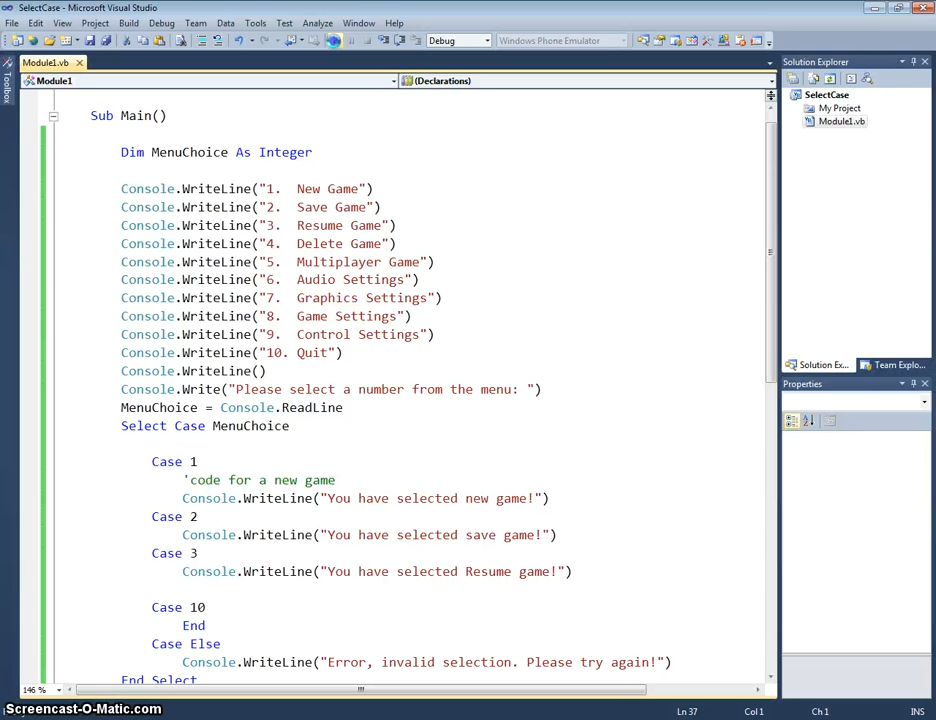 SelectCase - Microsoft Visual Studio
File Edit View Project Build Debug Team Data Tools Test Analyze Window Help
Debug Windows Phone Emulator
Module1.vb
Solution Explorer
Toolbox
Module1 (Declarations)
SelectCase
My Project
Module1.vb
Sub Main()
Dim MenuChoice As Integer
Console.WriteLine("1.  New Game")
Console.WriteLine("2.  Save Game")
Console.WriteLine("3.  Resume Game")
Console.WriteLine("4.  Delete Game")
Console.WriteLine("5.  Multiplayer Game")
Console.WriteLine("6.  Audio Settings")
Console.WriteLine("7.  Graphics Settings")
Console.WriteLine("8.  Game Settings")
Console.WriteLine("9.  Control Settings")
Console.WriteLine("10. Quit")
Console.WriteLine()
Console.Write("Please select a number from the menu: ")
MenuChoice = Console.ReadLine
Select Case MenuChoice
Case 1
'code for a new game
Console.WriteLine("You have selected new game!")
Case 2
Console.WriteLine("You have selected save game!")
Case 3
Console.WriteLine("You have selected Resume game!")
Case 10
End
Case Else
Console.WriteLine("Error, invalid selection. Please try again!")
End Select
Solution Ex... Team Explo...
Properties
146 %
Screencast-O-Matic.com
Ln 37 Col 1 Ch 1 INS